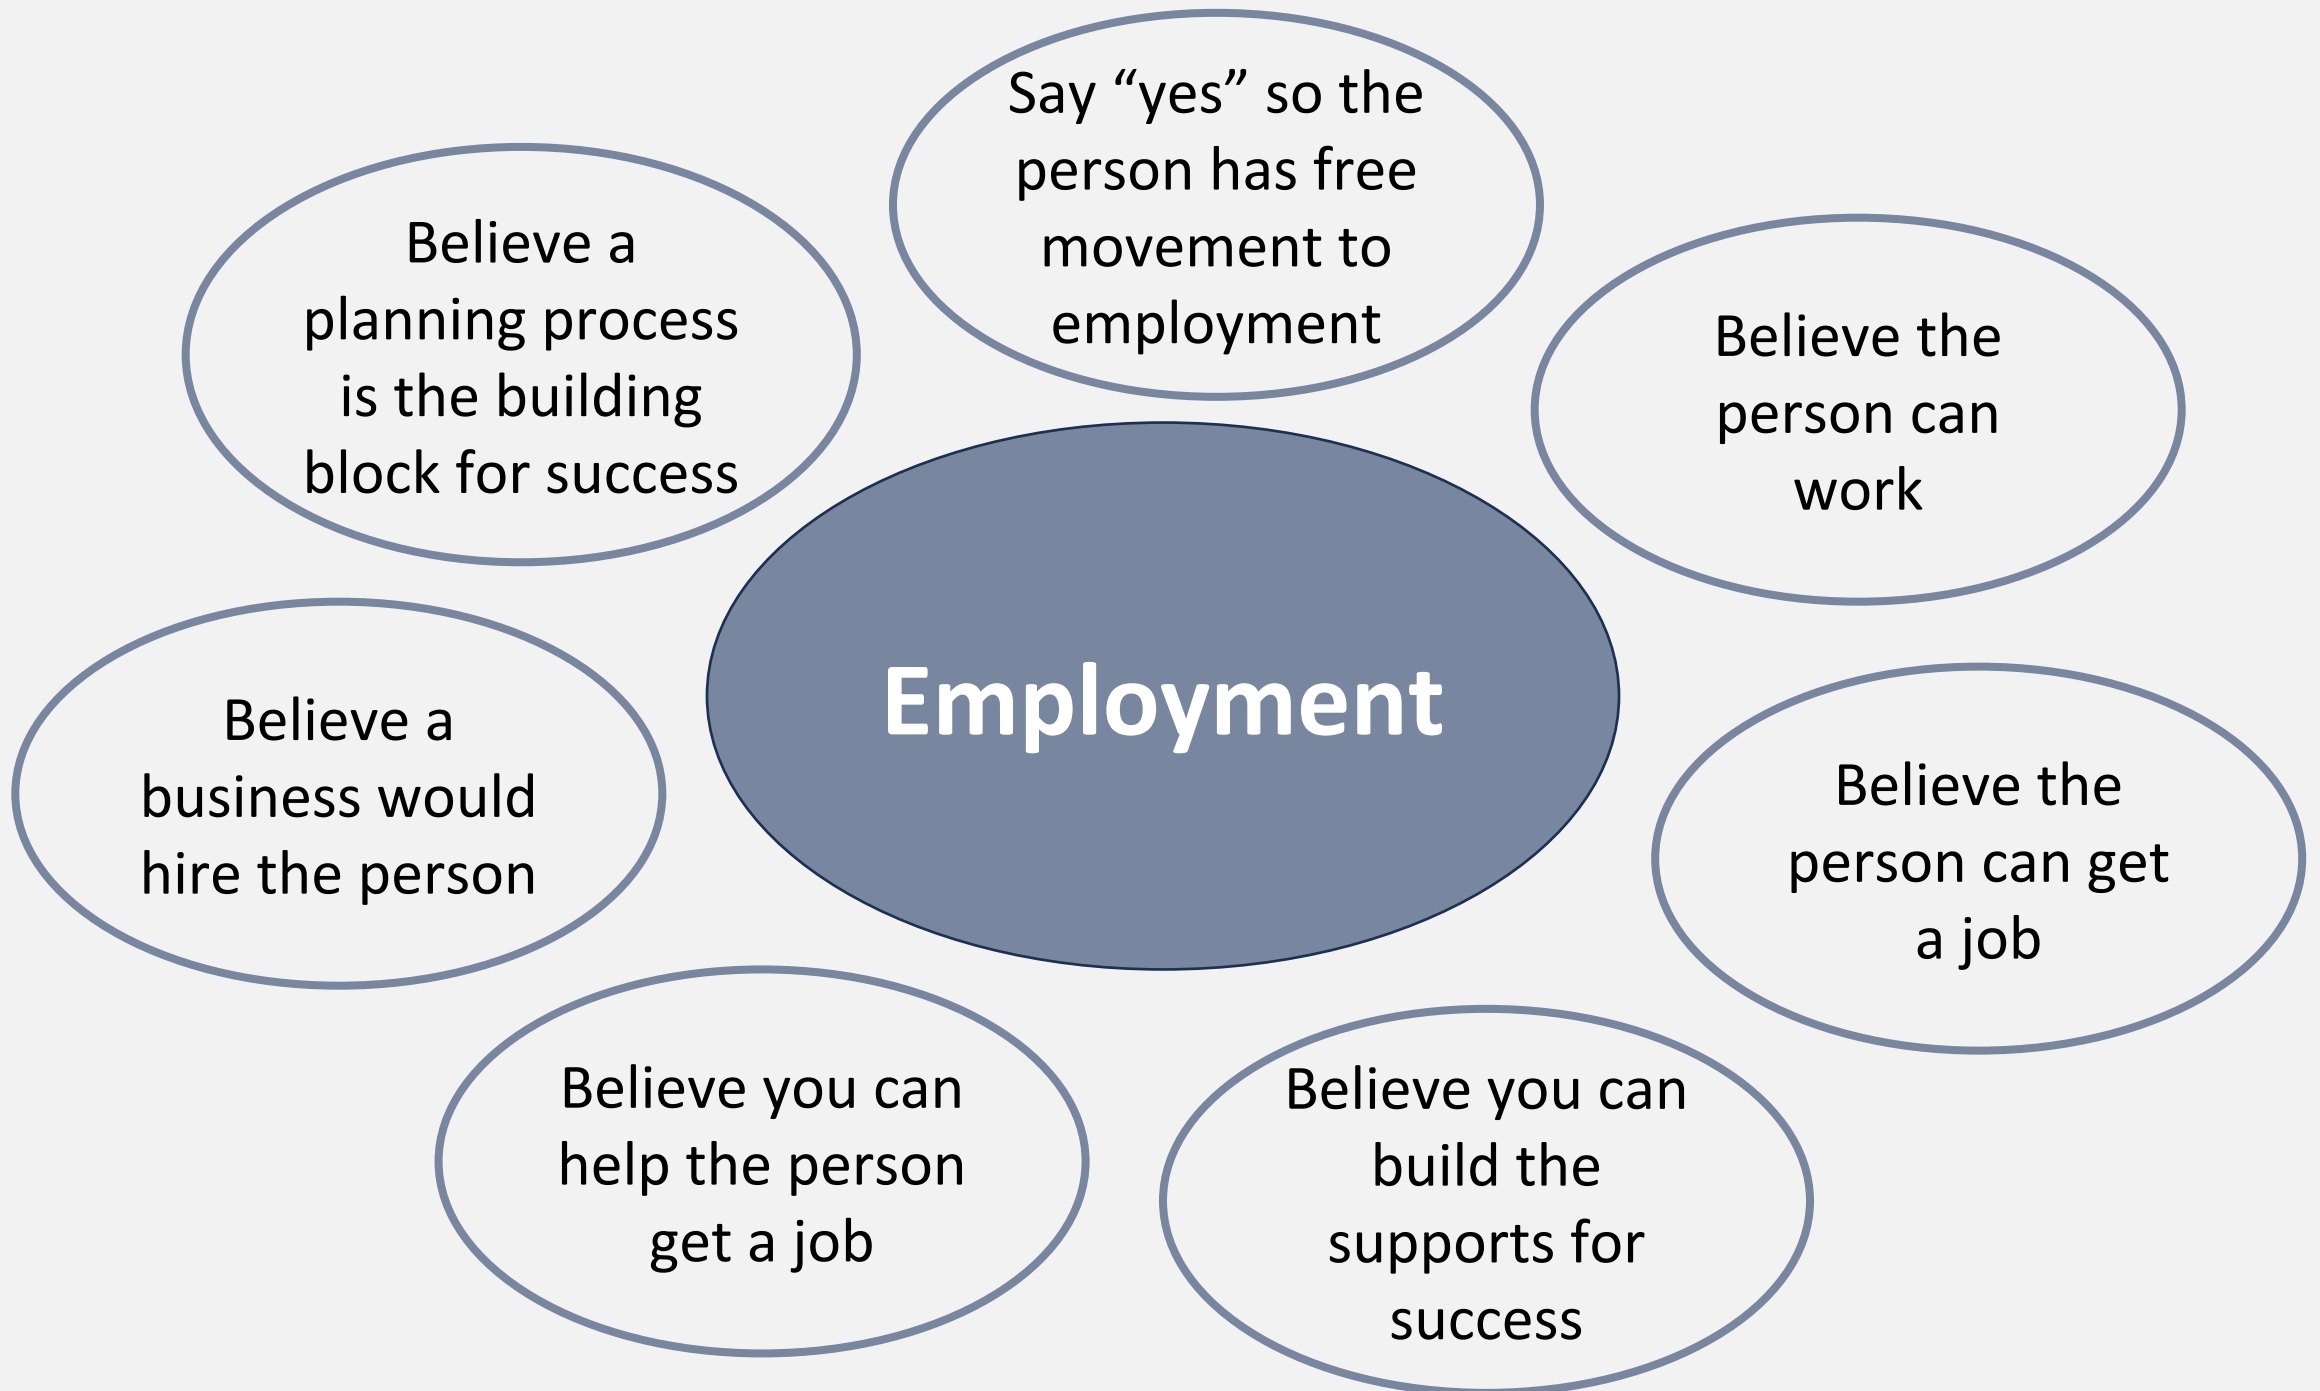 Say “yes” so the
person has free
movement to
employment
Believe a
planning process
is the building
block for success
Believe the
person can
work
Employment
Believe a
business would
hire the person
Believe the
person can get
a job
Believe you can
help the person
get a job
Believe you can
build the
supports for
success